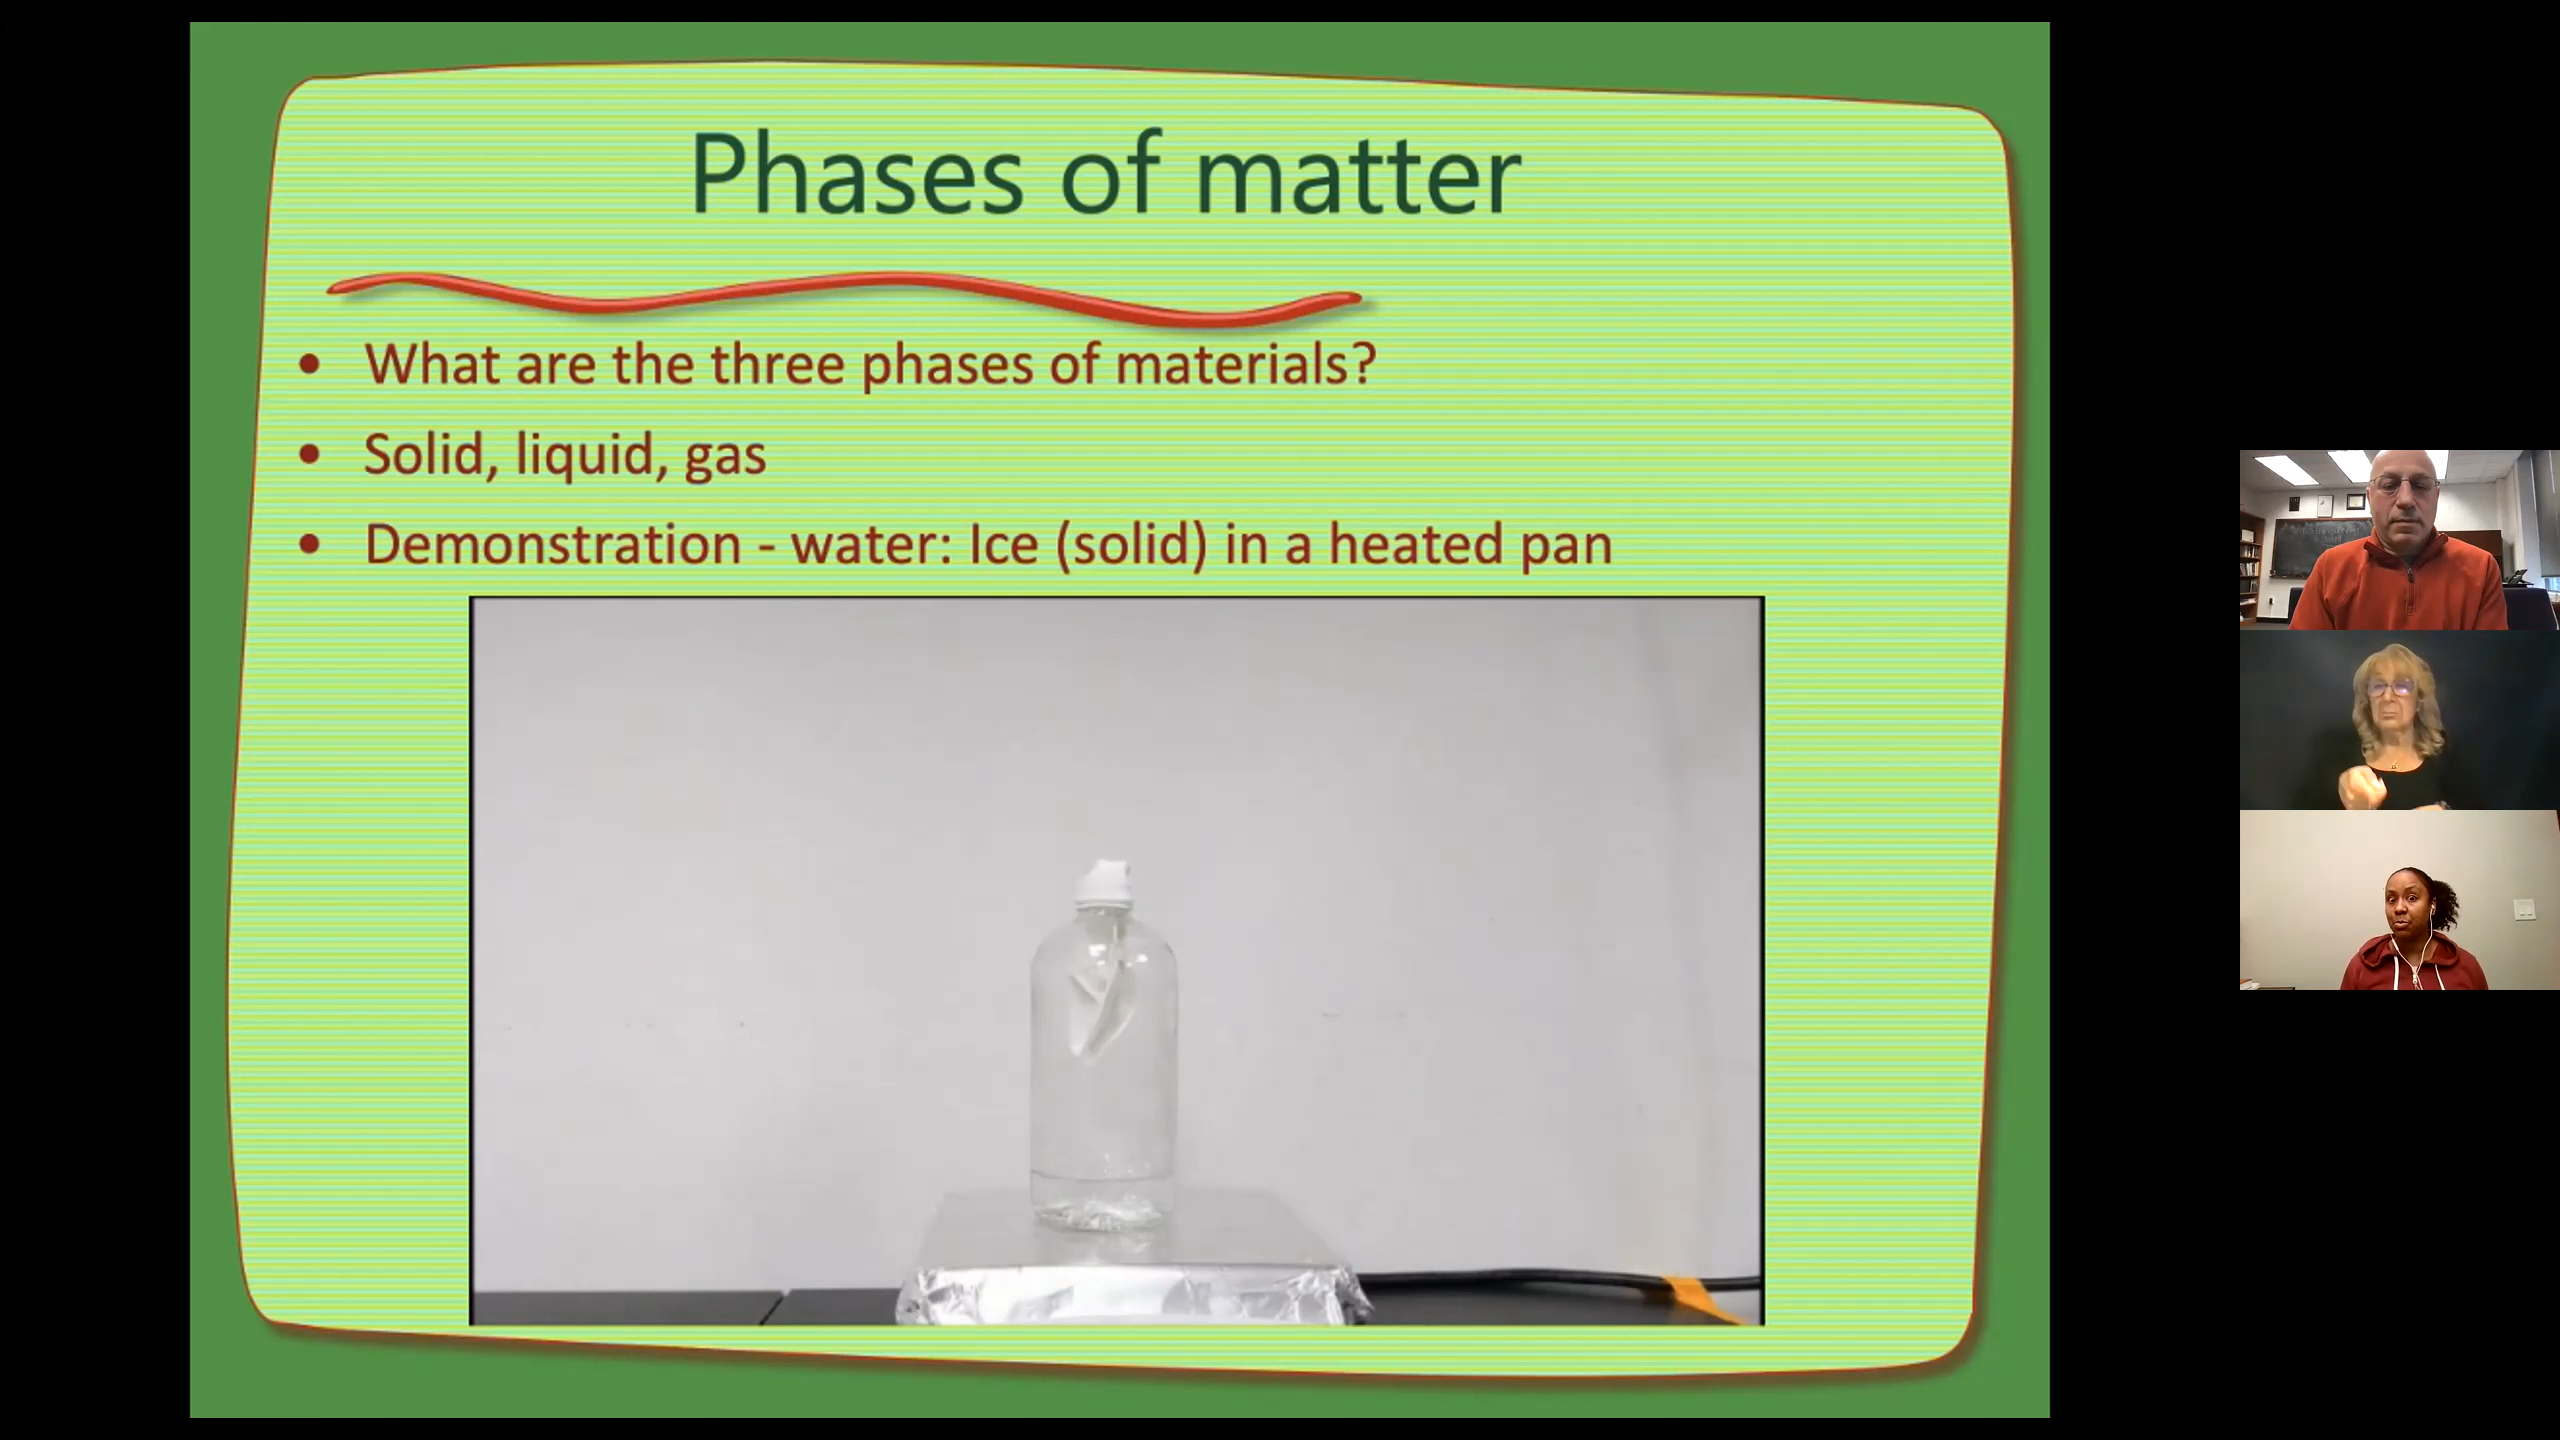 Phases of matter
• What are the three phases of materials?
• Solid, liquid, gas
• Demonstration - water: Ice (solid) in a heated pan